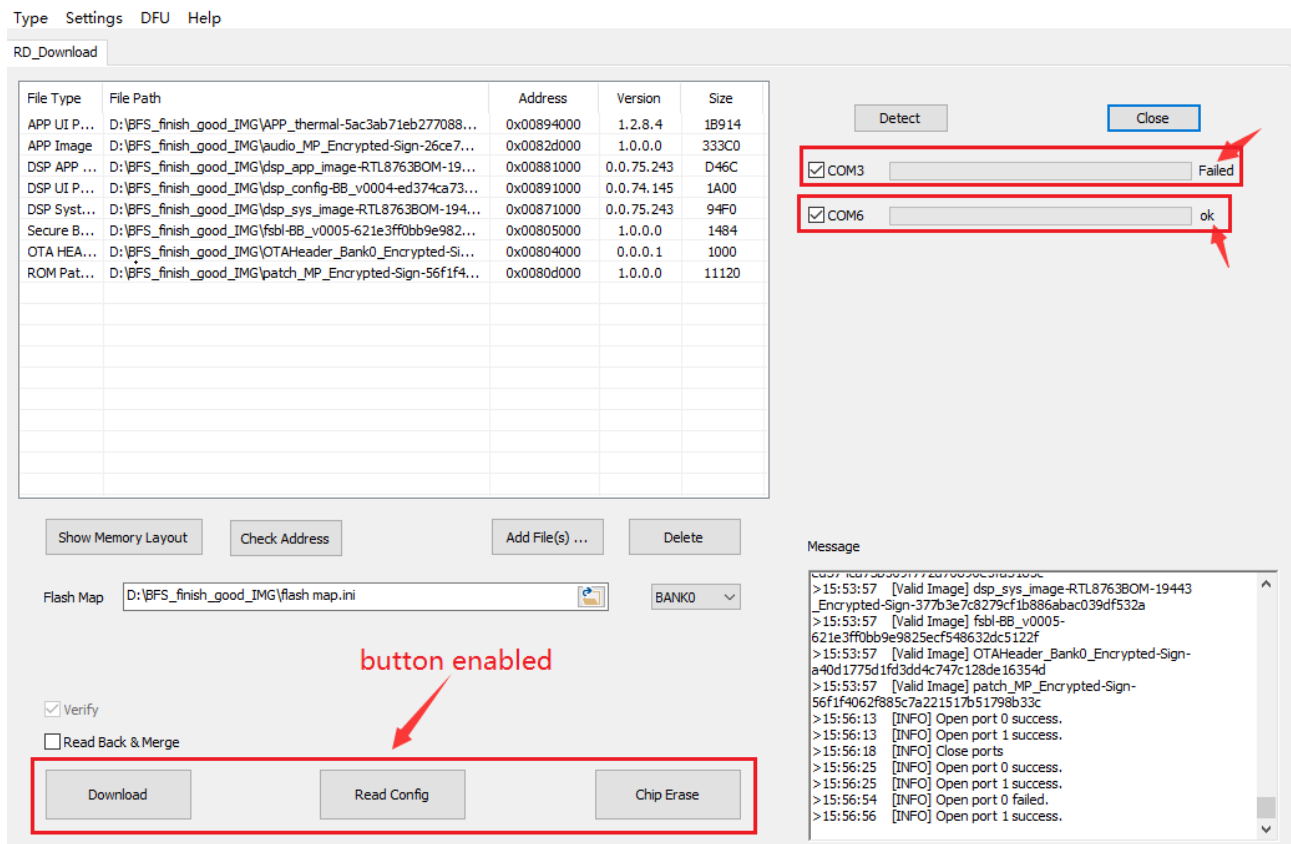 Type Settings DFU Help
RD_Download
File Type File Path Address Version Size
APP UI P... D:\BFS_finish_good_IMG\APP_thermal-5ac3ab71eb277088... 0x00894000 1.2.8.4 1B914
APP Image D:\BFS_finish_good_IMG\audio_MP_Encrypted-Sign-26ce7... 0x0082d000 1.0.0.0 333C0
DSP APP ... D:\BFS_finish_good_IMG\dsp_app_image-RTL8763BOM-19... 0x00881000 0.0.75.243 D46C
DSP UI P... D:\BFS_finish_good_IMG\dsp_config-BB_v0004-ed374ca73... 0x00891000 0.0.74.145 1A00
DSP Syst... D:\BFS_finish_good_IMG\dsp_sys_image-RTL8763BOM-194... 0x00871000 0.0.75.243 94F0
Secure B... D:\BFS_finish_good_IMG\fsbl-BB_v0005-621e3ff0bb9e982... 0x00805000 1.0.0.0 1484
OTA HEA... D:\BFS_finish_good_IMG\OTAHeader_Bank0_Encrypted-Si... 0x00804000 0.0.0.1 1000
ROM Pat... D:\BFS_finish_good_IMG\patch_MP_Encrypted-Sign-56f1f4... 0x0080d000 1.0.0.0 11120
Detect Close
COM3 Failed
COM6 ok
Show Memory Layout Check Address Add File(s) ... Delete
Flash Map D:\BFS_finish_good_IMG\flash map.ini BANK0
button enabled
Verify
Read Back & Merge
Download Read Config Chip Erase
Message
>15:53:57 [Valid Image] dsp_sys_image-RTL8763BOM-19443
_Encrypted-Sign-377b3e7c8279cf1b886abac039df532a
>15:53:57 [Valid Image] fsbl-BB_v0005-
621e3ff0bb9e9825ecf548632dc5122f
>15:53:57 [Valid Image] OTAHeader_Bank0_Encrypted-Sign-
a40d1775d1fd3dd4c747c128de16354d
>15:53:57 [Valid Image] patch_MP_Encrypted-Sign-
56f1f4062f885c7a221517b51798b33c
>15:56:13 [INFO] Open port 0 success.
>15:56:13 [INFO] Open port 1 success.
>15:56:18 [INFO] Close ports
>15:56:25 [INFO] Open port 0 success.
>15:56:25 [INFO] Open port 1 success.
>15:56:54 [INFO] Open port 0 failed.
>15:56:56 [INFO] Open port 1 success.